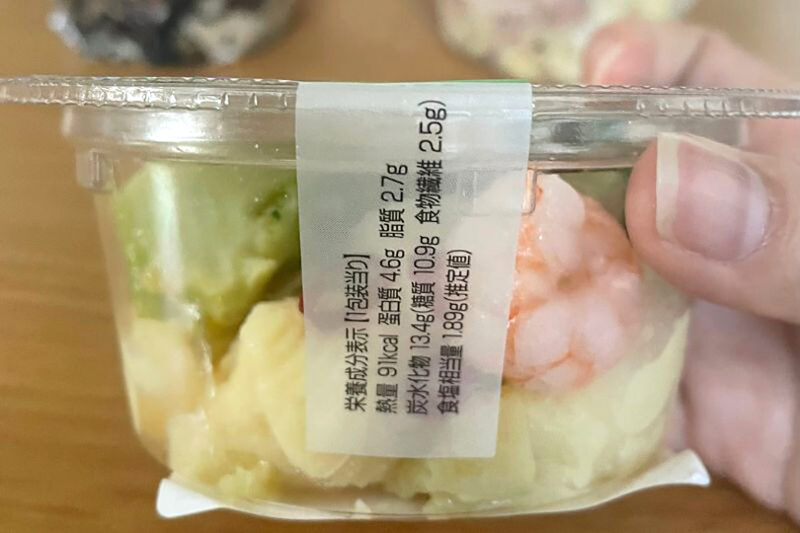 栄養成分表示【1包装当り】
熱量 91kcal 蛋白質 4.6g 脂質 2.7g
炭水化物 13.4g(糖質 10.9g 食物繊維 2.5g)
食塩相当量 1.89g(推定値)